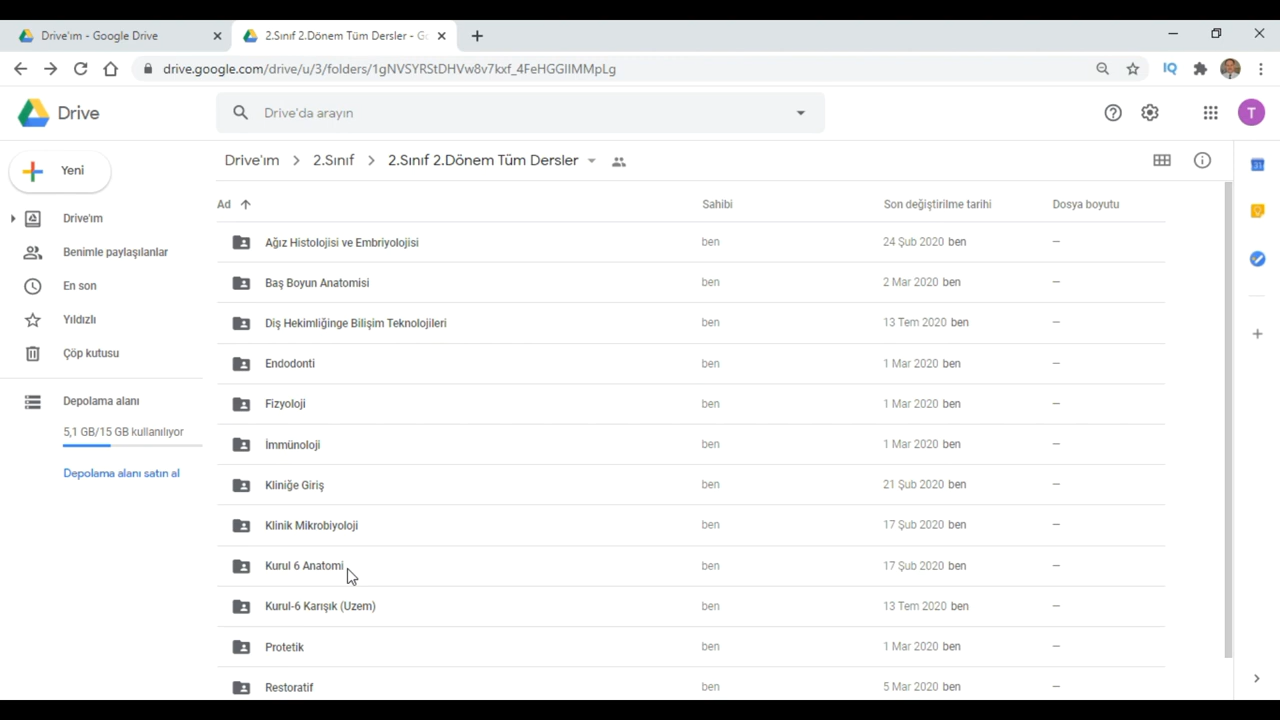 Drive'ım - Google Drive
2.Sınıf 2.Dönem Tüm Dersler - Go
drive.google.com/drive/u/3/folders/1gNVSYRStDHVw8v7kxf_4FeHGGIIMMpLg
IQ
Drive
Drive'da arayın
T
Yeni
Drive'ım > 2.Sınıf > 2.Sınıf 2.Dönem Tüm Dersler
31
Drive'ım
Benimle paylaşılanlar
En son
Yıldızlı
Çöp kutusu
Depolama alanı
5,1 GB/15 GB kullanılıyor
Depolama alanı satın al
Ad Sahibi Son değiştirilme tarihi Dosya boyutu
Ağız Histolojisi ve Embriyolojisi ben 24 Şub 2020 ben —
Baş Boyun Anatomisi ben 2 Mar 2020 ben —
Diş Hekimliğinge Bilişim Teknolojileri ben 13 Tem 2020 ben —
Endodonti ben 1 Mar 2020 ben —
Fizyoloji ben 1 Mar 2020 ben —
İmmünoloji ben 1 Mar 2020 ben —
Kliniğe Giriş ben 21 Şub 2020 ben —
Klinik Mikrobiyoloji ben 17 Şub 2020 ben —
Kurul 6 Anatomi ben 17 Şub 2020 ben —
Kurul-6 Karışık (Uzem) ben 13 Tem 2020 ben —
Protetik ben 1 Mar 2020 ben —
Restoratif ben 5 Mar 2020 ben —